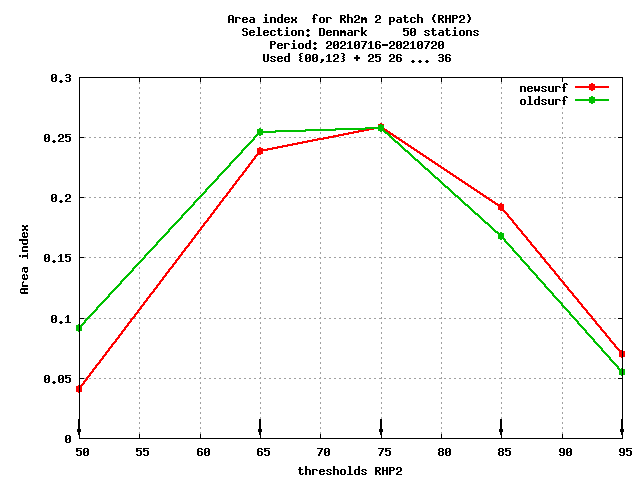 Area index  for Rh2m 2 patch (RHP2)
Selection: Denmark     50 stations
Period: 20210716-20210720
Used {00,12} + 25 26 ... 36
newsurf
oldsurf
0.3
0.25
0.2
0.15
0.1
0.05
0
Area index
50 55 60 65 70 75 80 85 90 95
thresholds RHP2